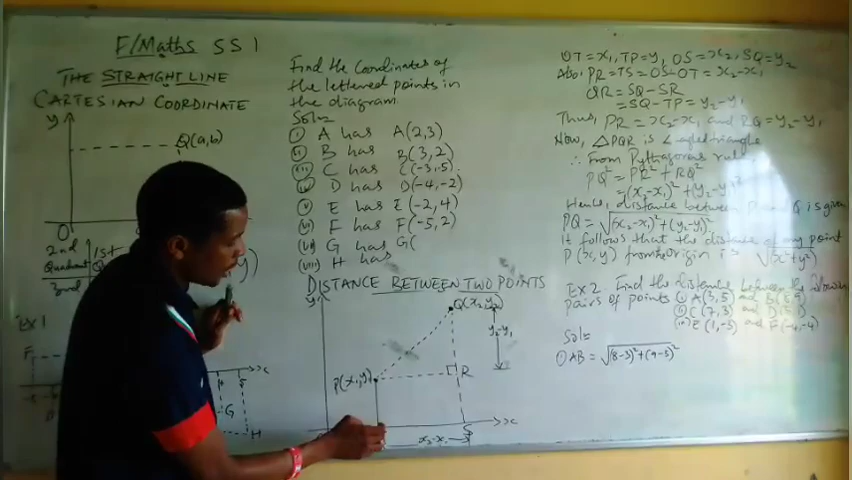 F/Maths SS 1
THE STRAIGHT LINE
CARTESIAN COORDINATE
y
Q(a,b)
O
2nd
Quadrant
1st
3rd
y)
Ex 1
F
x
G
H
Find the Coordinates of
the lettered points in
the diagram
Soln
(i) A has A(2,3)
(ii) B has B(3,2)
(iii) C has C(-3,5).
(iv) D has D(-4,-2)
(v) E has E(-2,4)
(vi) F has F(-5,2)
(vii) G has G(
(viii) H has
DISTANCE BETWEEN TWO POINTS
y
Q(x₂,y₂)
y₂-y₁
P(x₁,y₁)
R
S
x
x₂-x₁
OT = x₁, TP = y₁, OS = x₂, SQ = y₂
Also PR = TS = OS-OT = x₂-x₁
QR = SQ-SR
= SQ-TP = y₂-y₁
Thus, PR = x₂-x₁ and RQ = y₂-y₁
Now, △PQR is angled triangle
∴ From Pythagoras rule
PQ² = PR² + RQ²
= (x₂-x₁)² + (y₂-y₁)²
Hence, distance between P and Q is given
PQ = √(x₂-x₁)²+(y₂-y₁)²
It follows that the distance of any point
P(x,y) from origin is = √x²+y²
Ex 2. Find the distance between the
pairs of points (i) A(3,5) and B(8,9)
(ii) C(7,3) and D(5,1)
(iii) E(1,-3) and F(-4,-4)
Soln
(i) AB = √(8-3)²+(9-5)²